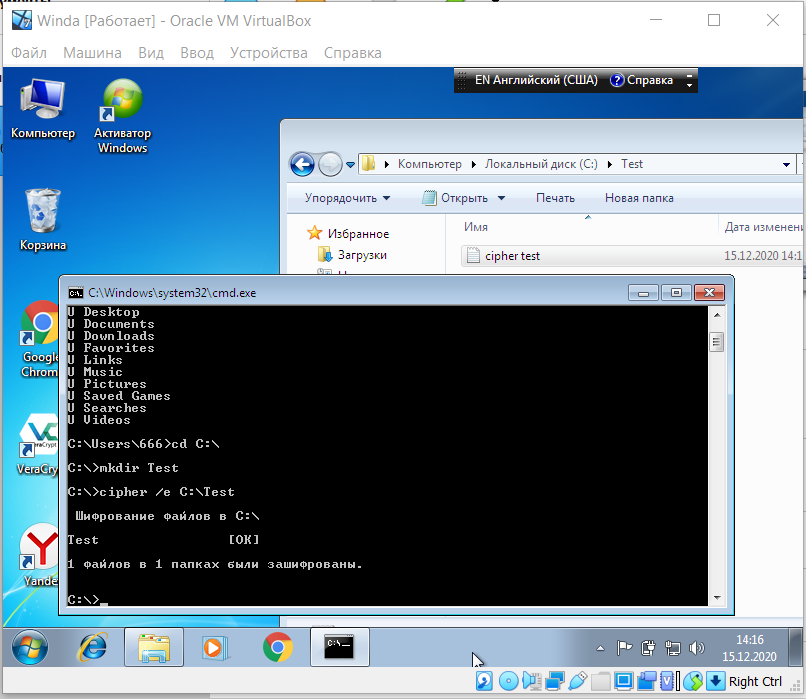 Winda [Работает] - Oracle VM VirtualBox
Файл Машина Вид Ввод Устройства Справка
EN Английский (США) Справка
Компьютер
Активатор Windows
Корзина
Google Chrom
VeraCry
Yande
Компьютер Локальный диск (C:) Test
Упорядочить Открыть Печать Новая папка
Избранное
Загрузки
Имя Дата изменени
cipher test 15.12.2020 14:1
C:\Windows\system32\cmd.exe
U Desktop
U Documents
U Downloads
U Favorites
U Links
U Music
U Pictures
U Saved Games
U Searches
U Videos
C:\Users\666>cd C:\
C:\>mkdir Test
C:\>cipher /e C:\Test
Шифрование файлов в C:\
Test [OK]
1 файлов в 1 папках были зашифрованы.
C:\>_
14:16
15.12.2020
Right Ctrl